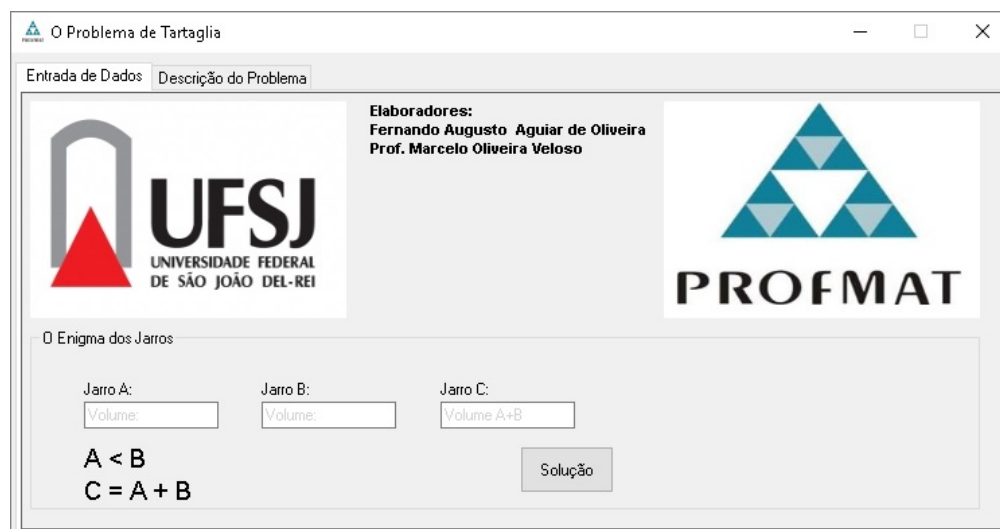 O Problema de Tartaglia
Entrada de Dados Descrição do Problema
Elaboradores:
Fernando Augusto Aguiar de Oliveira
Prof. Marcelo Oliveira Veloso
UFSJ
UNIVERSIDADE FEDERAL
DE SÃO JOÃO DEL-REI
PROFMAT
O Enigma dos Jarros
Jarro A: Jarro B: Jarro C:
Volume: Volume: Volume A+B
A < B
C = A + B
Solução